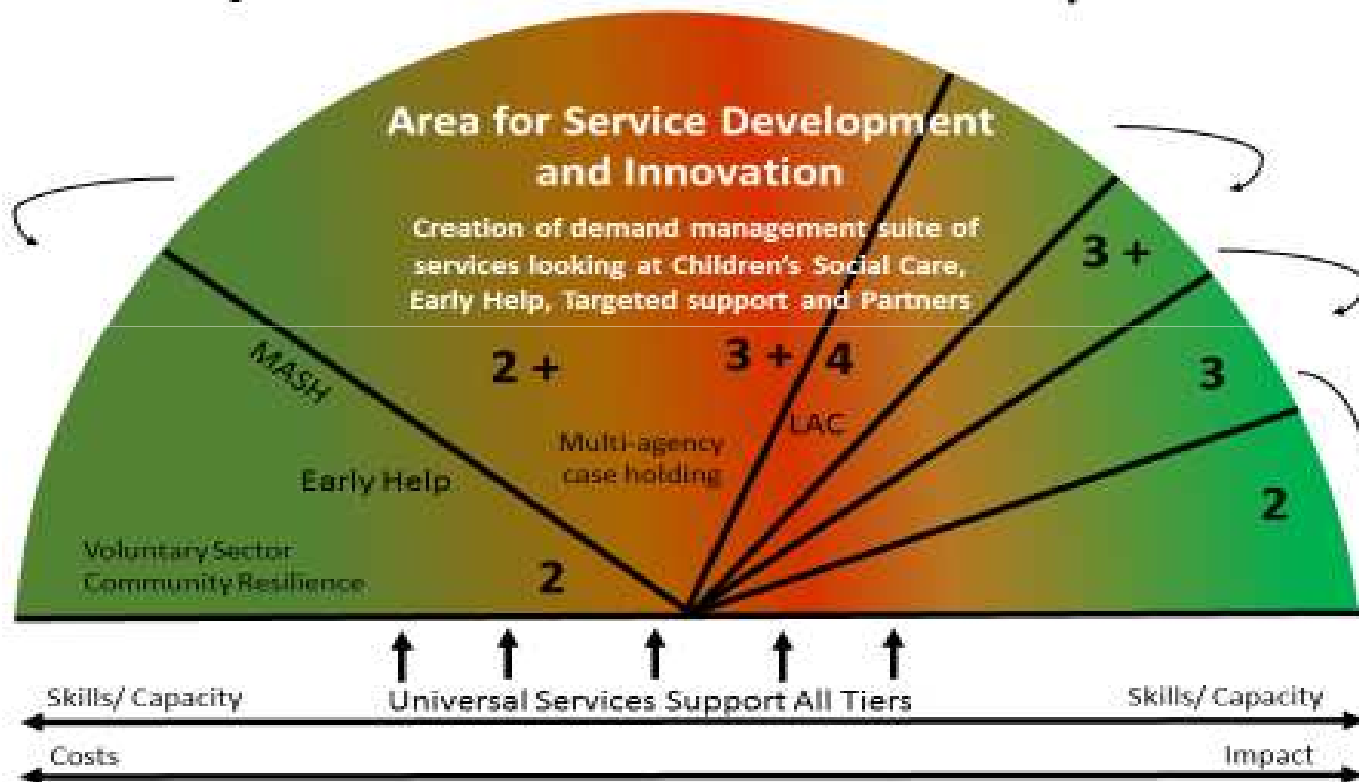 Area for Service Development
and Innovation
Creation of demand management suite of
services looking at Children's Social Care,
Early Help, Targeted support and Partners
MASH
2 +
3 +
4
3 +
LAC
3
Multi-agency
case holding
Early Help
2
Voluntary Sector
Community Resilience
2
Skills/ Capacity
Universal Services Support All Tiers
Skills/ Capacity
Costs
Impact